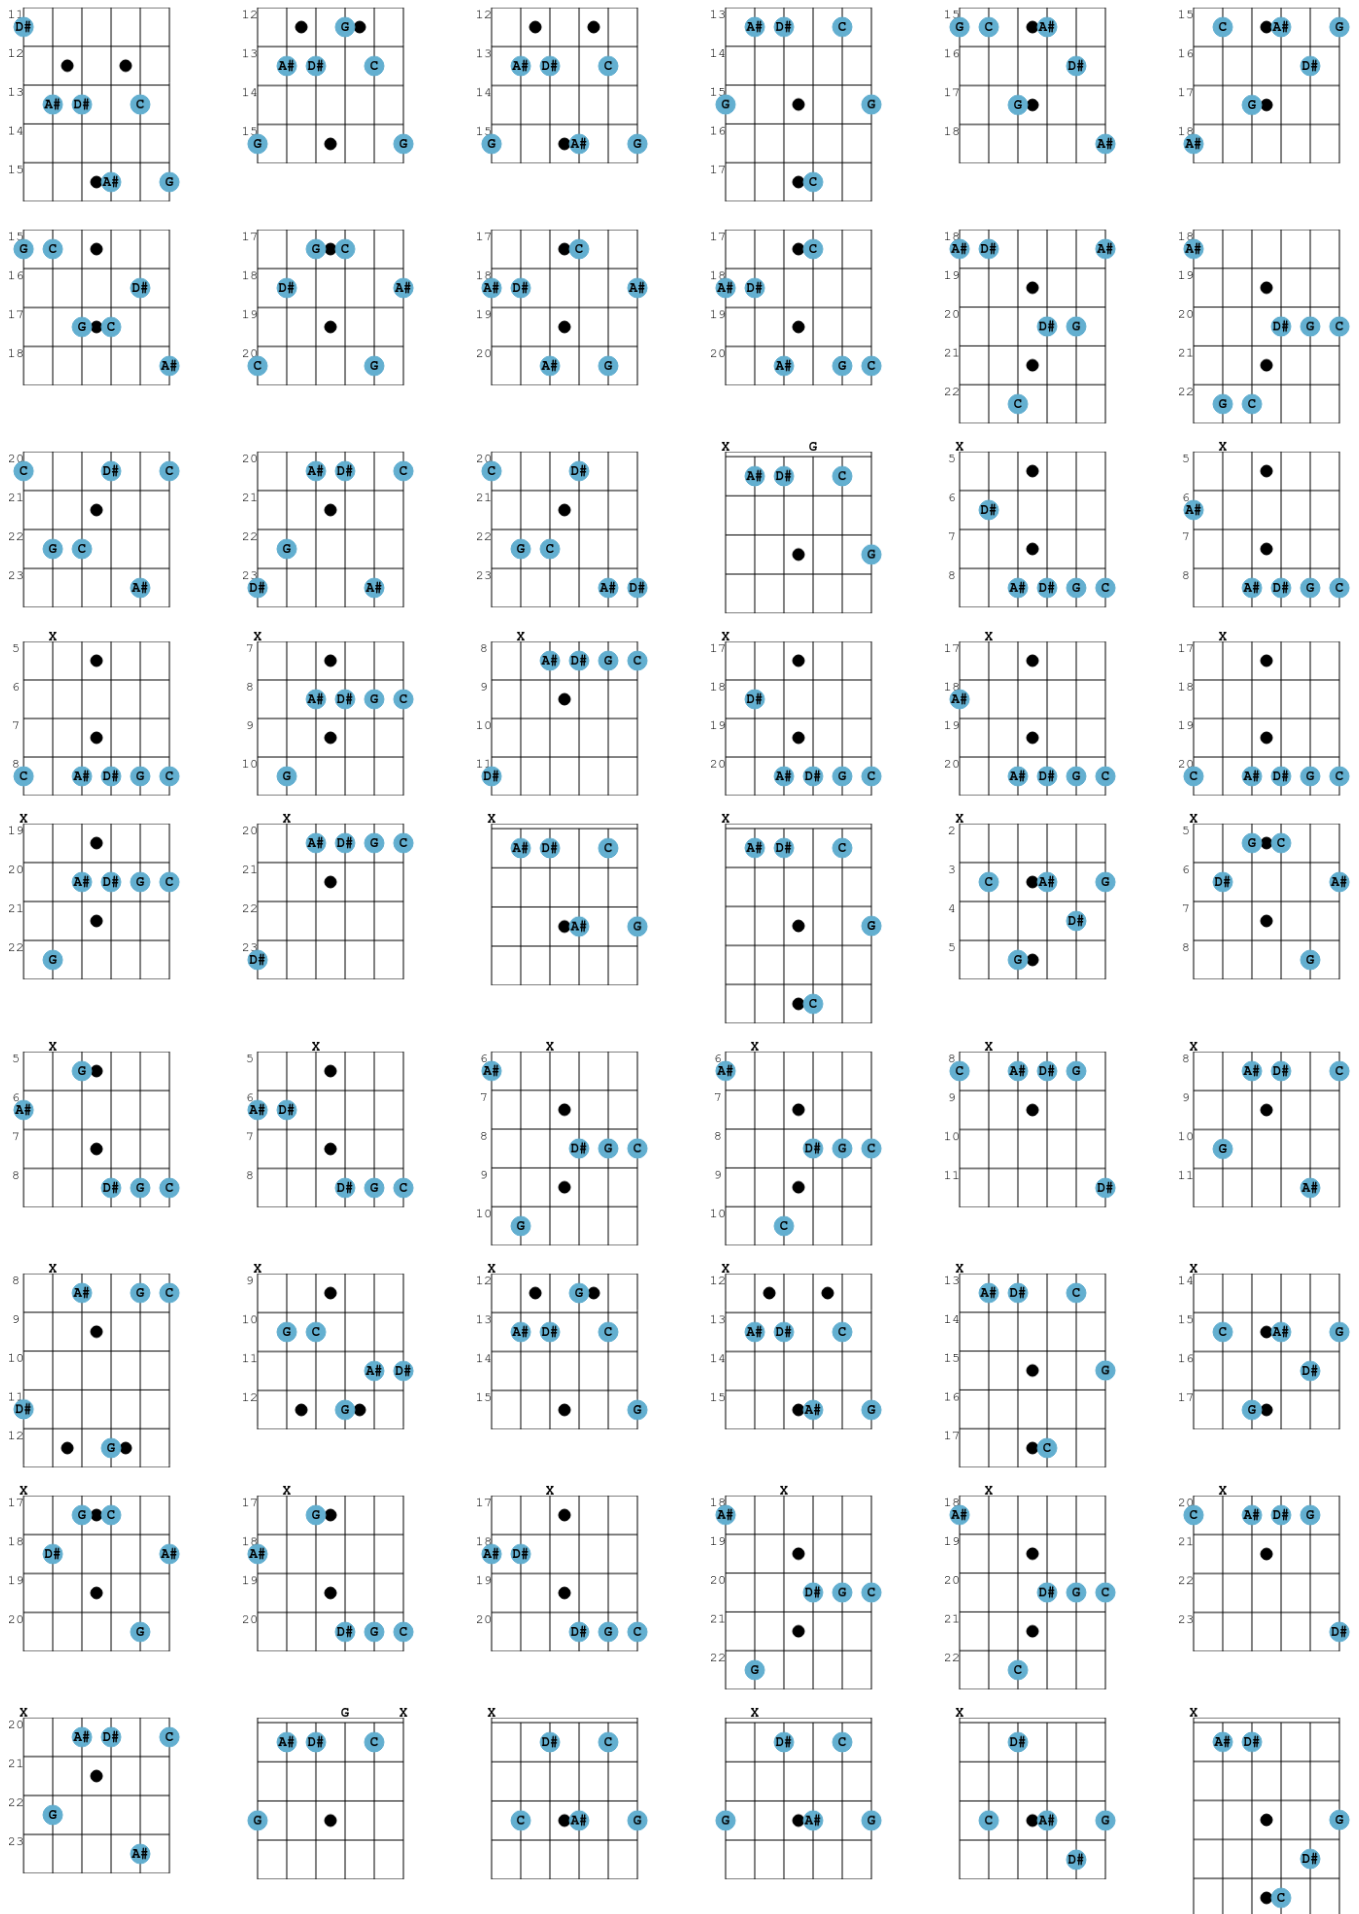 11
D#
12
13
A# D# C
14
15
A# G
12
G
13
A# D# C
14
15
G G
12
13
A# D# C
14
15
G A# G
13
A# D# C
14
15
G G
16
17
C
15
G C A#
16
D#
17
G
18
A#
15
C A# G
16
D#
17
G
18
A#
15
G C
16
D#
17
G C
18
A#
17
G C
18
D# A#
19
20
C G
17
C
18
A# D# A#
19
20
A# G
17
C
18
A# D#
19
20
A# G C
18
A# D# A#
19
20
D# G
21
22
C
18
A#
19
20
D# G C
21
22
G C
20
C D# C
21
22
G C
23
A#
20
A# D# C
21
22
G
23
D# A#
20
C D#
21
22
G C
23
A# D#
X G
A# D# C
G
X
5
6
D#
7
8
A# D# G C
X
5
6
A#
7
8
A# D# G C
X
5
6
7
8
C A# D# G C
X
7
8
A# D# G C
9
10
G
X
8
A# D# G C
9
10
11
D#
X
17
18
D#
19
20
A# D# G C
X
17
18
A#
19
20
A# D# G C
X
17
18
19
20
C A# D# G C
X
19
20
A# D# G C
21
22
G
X
20
A# D# G C
21
22
23
D#
X
A# D# C
A# G
X
A# D# C
G
C
X
2
3
C A# G
4
D#
5
G
X
5
G C
6
D# A#
7
8
G
X
5
G
6
A#
7
8
D# G C
X
5
6
A# D#
7
8
D# G C
X
6
A#
7
8
D# G C
9
10
G
X
6
A#
7
8
D# G C
9
10
C
X
8
C A# D# G
9
10
11
D#
X
8
A# D# C
9
10
G
11
A#
X
8
A# G C
9
10
11
D#
12
G
X
9
10
G C
11
A# D#
12
G
X
12
G
13
A# D# C
14
15
G
X
12
13
A# D# C
14
15
A# G
X
13
A# D# C
14
15
G
16
17
C
X
14
15
C A# G
16
D#
17
G
X
17
G C
18
D# A#
19
20
G
X
17
G
18
A#
19
20
D# G C
X
17
18
A# D#
19
20
D# G C
X
18
A#
19
20
D# G C
21
22
G
X
18
A#
19
20
D# G C
21
22
C
X
20
C A# D# G
21
22
23
D#
X
20
A# D# C
21
22
G
23
A#
G X
A# D# C
G
X
D# C
C A# G
X
D# C
G A# G
X
D#
C A# G
D#
X
A# D#
G
D#
C